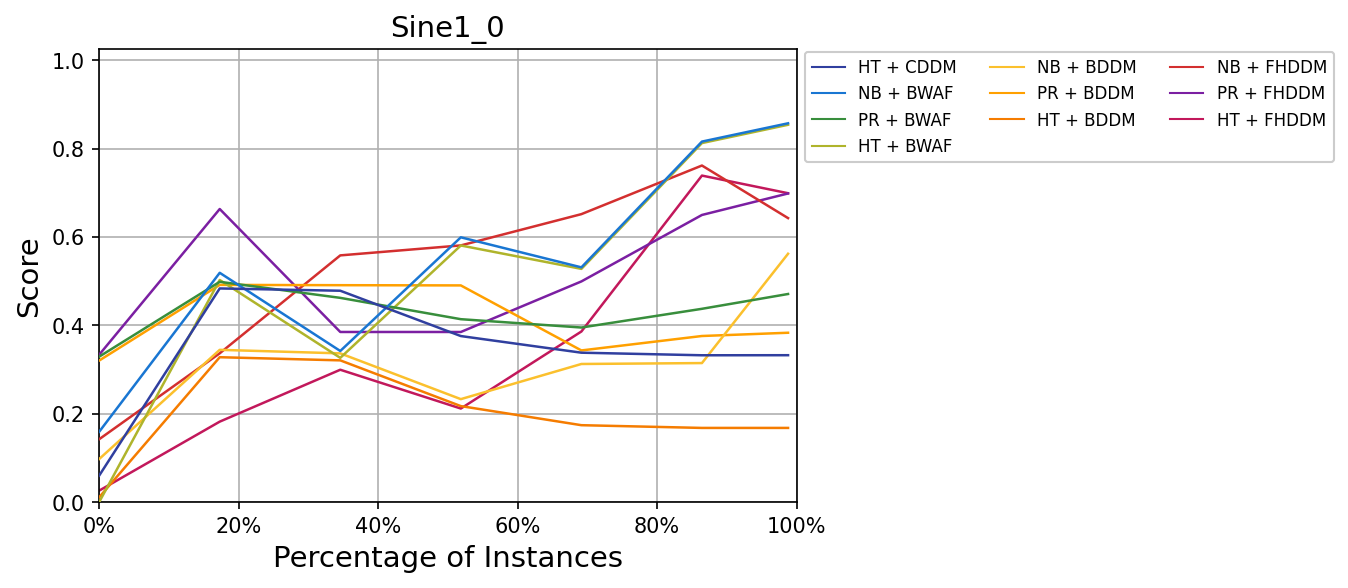 Sine1_0
1.0
0.8
0.6
0.4
0.2
0.0
Score
0% 20% 40% 60% 80% 100%
Percentage of Instances
HT + CDDM
NB + BWAF
PR + BWAF
HT + BWAF
NB + BDDM
PR + BDDM
HT + BDDM
NB + FHDDM
PR + FHDDM
HT + FHDDM